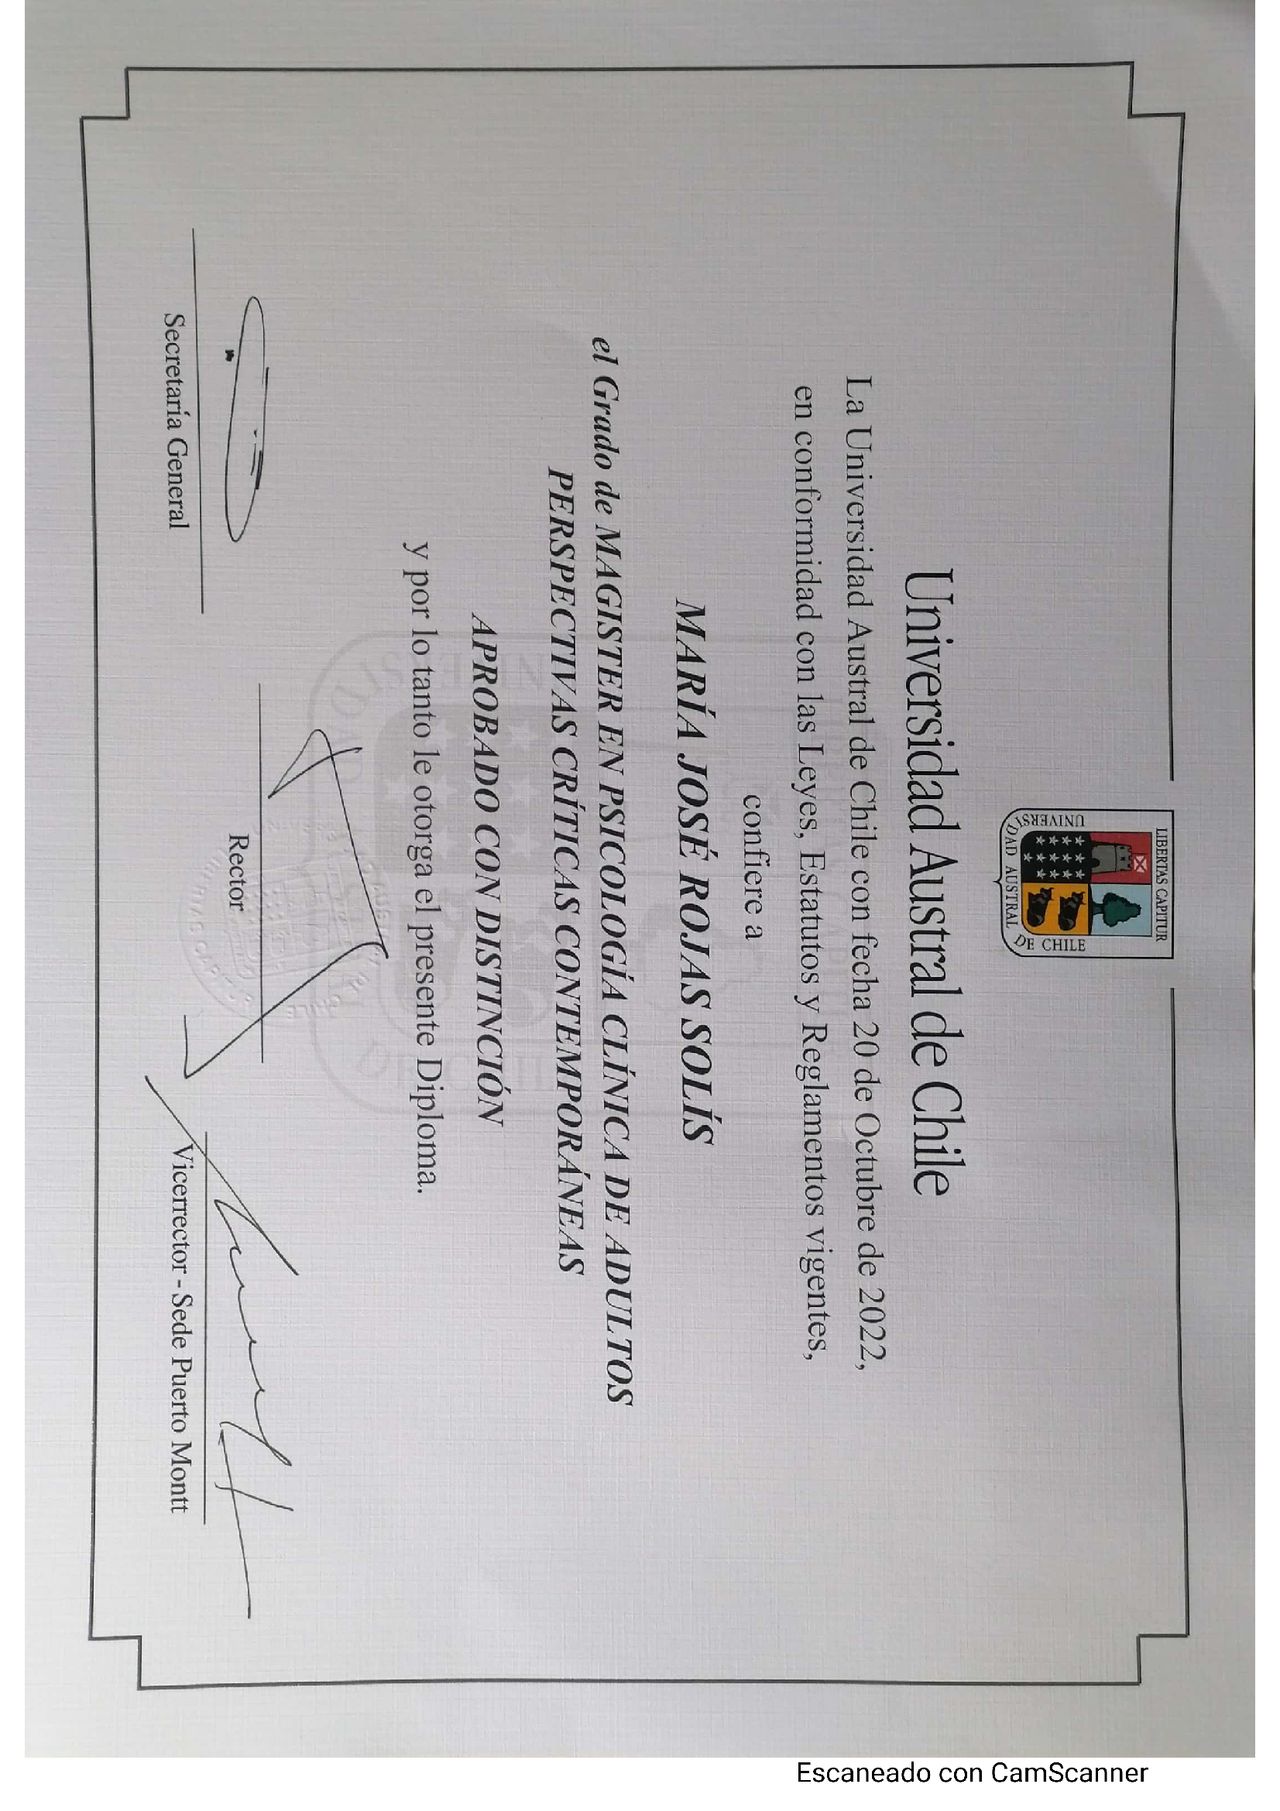 LIBERTAS CAPITUR
UNIVERSIDAD AUSTRAL DE CHILE
Universidad Austral de Chile
La Universidad Austral de Chile con fecha 20 de Octubre de 2022,
en conformidad con las Leyes, Estatutos y Reglamentos vigentes,
confiere a
MARÍA JOSÉ ROJAS SOLÍS
el Grado de MAGISTER EN PSICOLOGÍA CLÍNICA DE ADULTOS
PERSPECTIVAS CRÍTICAS CONTEMPORÁNEAS
APROBADO CON DISTINCIÓN
y por lo tanto le otorga el presente Diploma.
Secretaría General
Rector
Vicerrector - Sede Puerto Montt
Escaneado con CamScanner